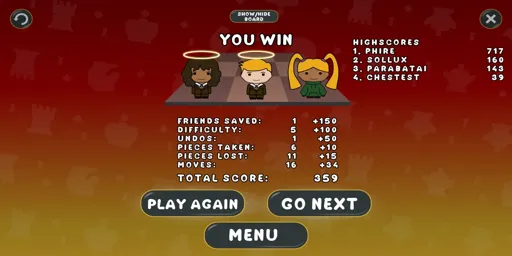 SHOW/HIDE
BOARD
YOU WIN
HIGHSCORES
1. PHIRE 717
2. SOLLUX 160
3. PARABATAI 143
4. CHESTEST 39
FRIENDS SAVED: 1 +150
DIFFICULTY: 5 +100
UNDOS: 1 +50
PIECES TAKEN: 6 +10
PIECES LOST: 11 +15
MOVES: 16 +34
TOTAL SCORE: 359
PLAY AGAIN
GO NEXT
MENU